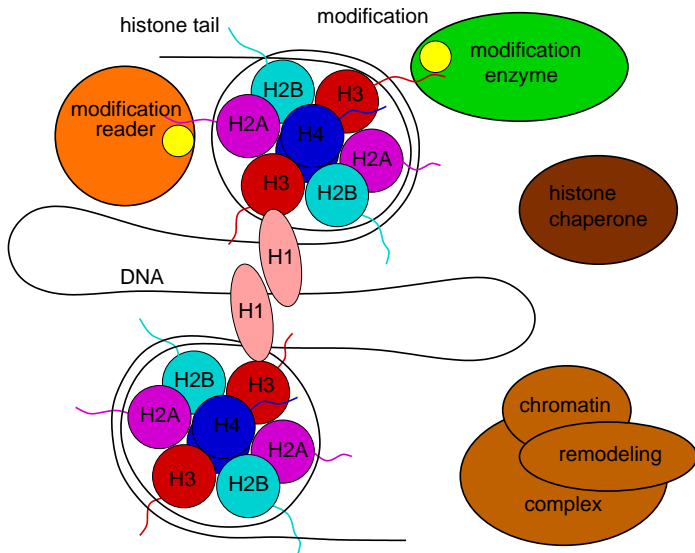 modification
histone tail
modification
enzyme
H2B
H3
modification
reader
H2A
H4
H2A
H3
H2B
histone
chaperone
H1
DNA
H1
H2B
H3
H2A
H4
H2A
H3
H2B
chromatin
remodeling
complex